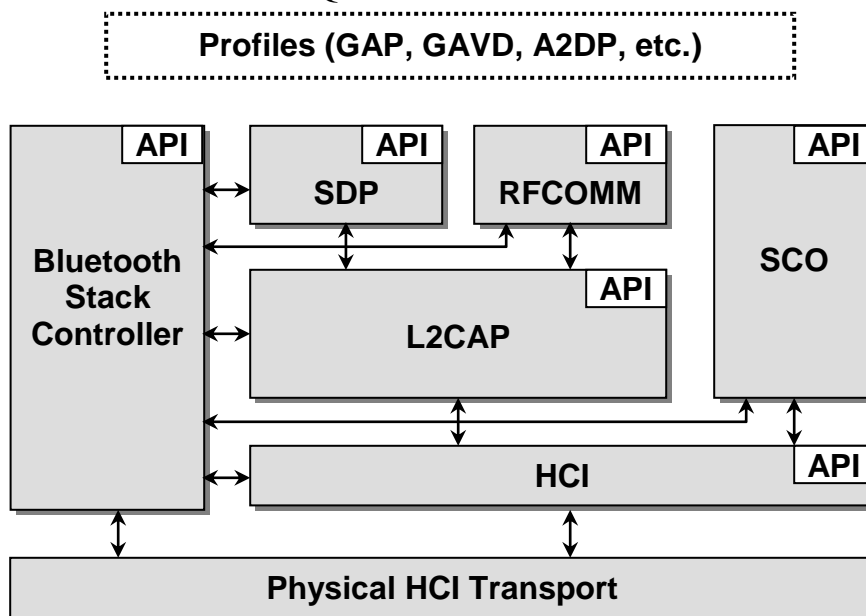 Profiles (GAP, GAVD, A2DP, etc.)
API
API
API
API
SDP
RFCOMM
Bluetooth
Stack
Controller
SCO
API
L2CAP
API
HCI
Physical HCI Transport